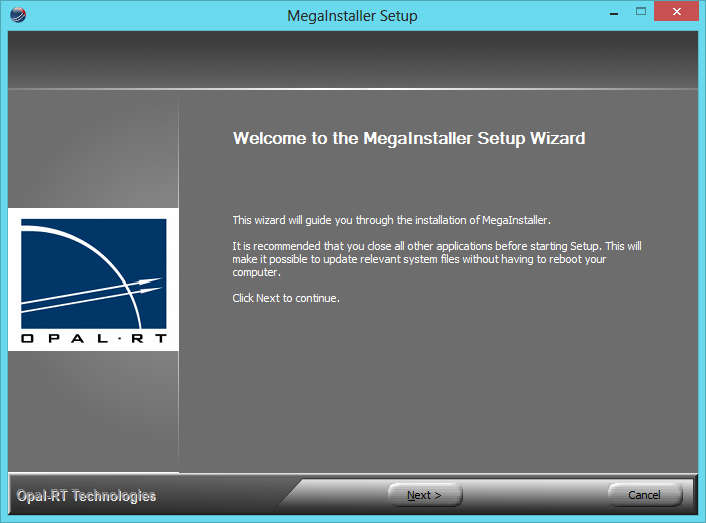 MegaInstaller Setup
Welcome to the MegaInstaller Setup Wizard
This wizard will guide you through the installation of MegaInstaller.
It is recommended that you close all other applications before starting Setup. This will
make it possible to update relevant system files without having to reboot your
computer.
Click Next to continue.
OPAL·RT
Opal-RT Technologies
Next >
Cancel